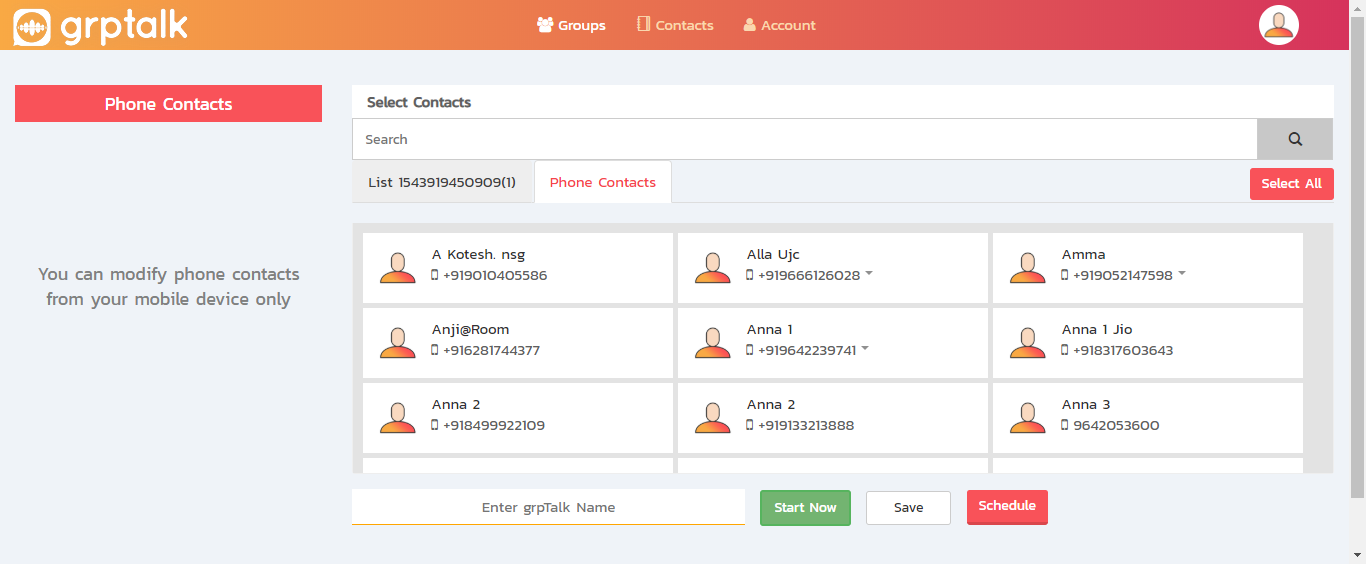 grptalk
Groups
Contacts
Account
Phone Contacts
You can modify phone contacts
from your mobile device only
Select Contacts
Search
List 1543919450909(1)
Phone Contacts
Select All
A Kotesh. nsg
+919010405586
Alla Ujc
+919666126028
Amma
+919052147598
Anji@Room
+916281744377
Anna 1
+919642239741
Anna 1 Jio
+918317603643
Anna 2
+918499922109
Anna 2
+919133213888
Anna 3
9642053600
Enter grpTalk Name
Start Now
Save
Schedule